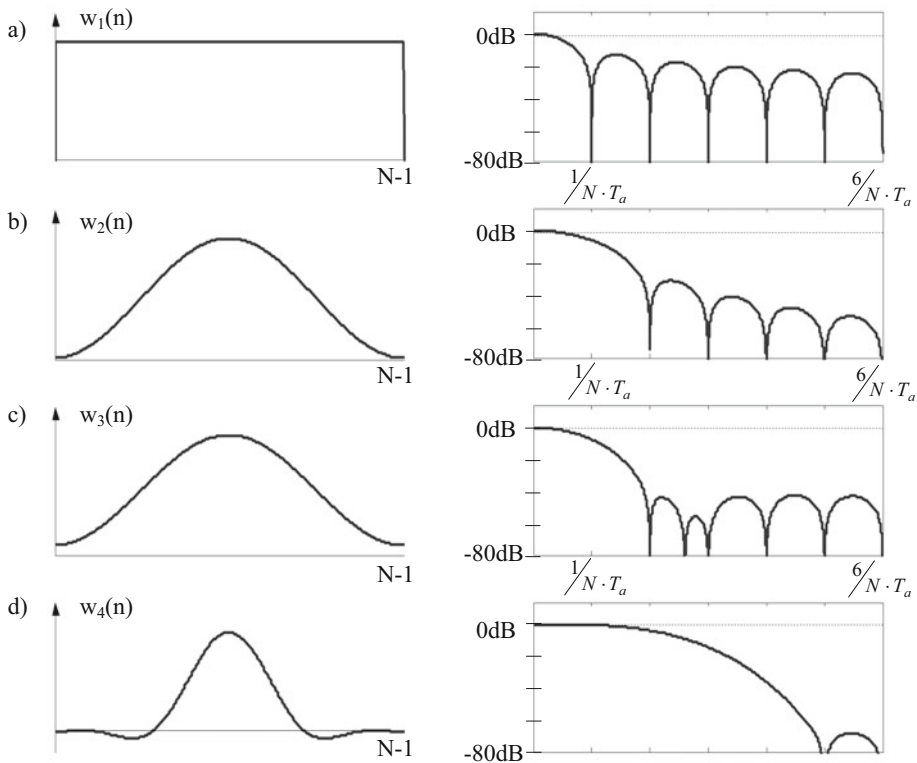 a) w₁(n)
N-1
0dB
-80dB
1/N · Tₐ
6/N · Tₐ
b) w₂(n)
N-1
0dB
-80dB
1/N · Tₐ
6/N · Tₐ
c) w₃(n)
N-1
0dB
-80dB
1/N · Tₐ
6/N · Tₐ
d) w₄(n)
N-1
0dB
-80dB